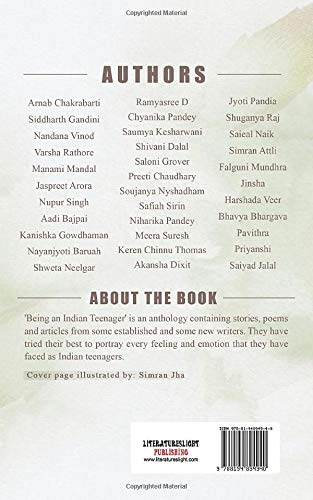 AUTHORS
Arnab Chakrabarti
Siddharth Gandini
Nandana Vinod
Varsha Rathore
Manami Mandal
Jaspreet Arora
Nupur Singh
Aadi Bajpai
Kanishka Gowdhaman
Nayanjyoti Baruah
Shweta Neelgar
Ramyasree D
Chyanika Pandey
Saumya Kesharwani
Shivani Dalal
Saloni Grover
Preeti Chaudhary
Soujanya Nyshadham
Safiah Sirin
Niharika Pandey
Meera Suresh
Keren Chinnu Thomas
Akansha Dixit
Jyoti Pandia
Shuganya Raj
Saieal Naik
Simran Attli
Falguni Mundhra
Jinsha
Harshada Veer
Bhavya Bhargava
Pavithra
Priyanshi
Saiyad Jalal
ABOUT THE BOOK
'Being an Indian Teenager' is an anthology containing stories, poems
and articles from some established and some new writers. They have
tried their best to portray every feeling and emotion that they have
faced as Indian teenagers.
Cover page illustrated by: Simran Jha
LITERATURESLIGHT
PUBLISHING
www.literatureslight.com